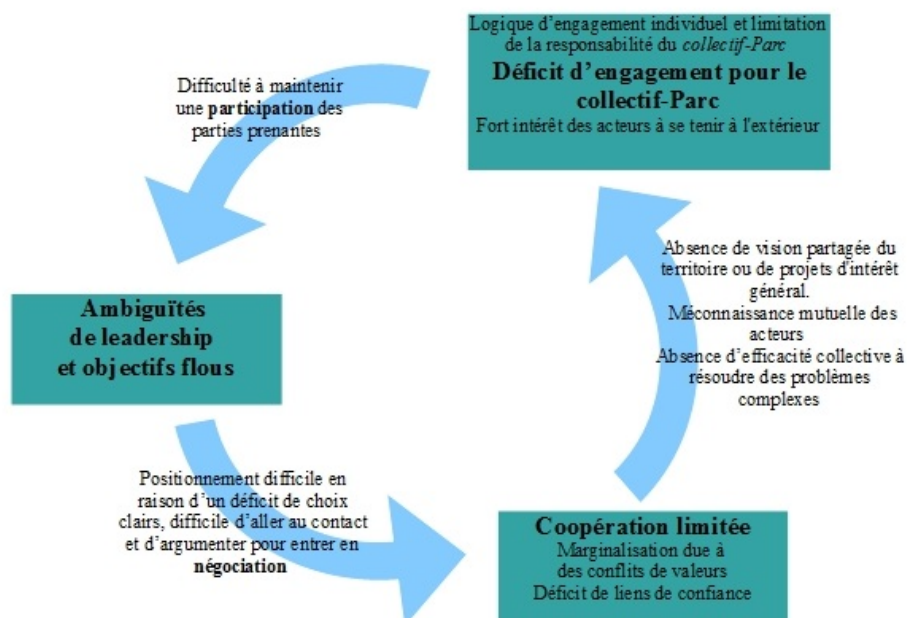 Logique d’engagement individuel et limitation
de la responsabilité du collectif-Parc
Déficit d’engagement pour le
collectif-Parc
Fort intérêt des acteurs à se tenir à l'extérieur
Difficulté à maintenir
une participation des
parties prenantes
Absence de vision partagée du
territoire ou de projets d'intérêt
général.
Méconnaissance mutuelle des
acteurs
Absence d’efficacité collective à
résoudre des problèmes
complexes
Ambiguïtés
de leadership
et objectifs flous
Positionnement difficile en
raison d’un déficit de choix
clairs, difficile d’aller au contact
et d’argumenter pour entrer en
négociation
Coopération limitée
Marginalisation due à
des conflits de valeurs
Déficit de liens de confiance